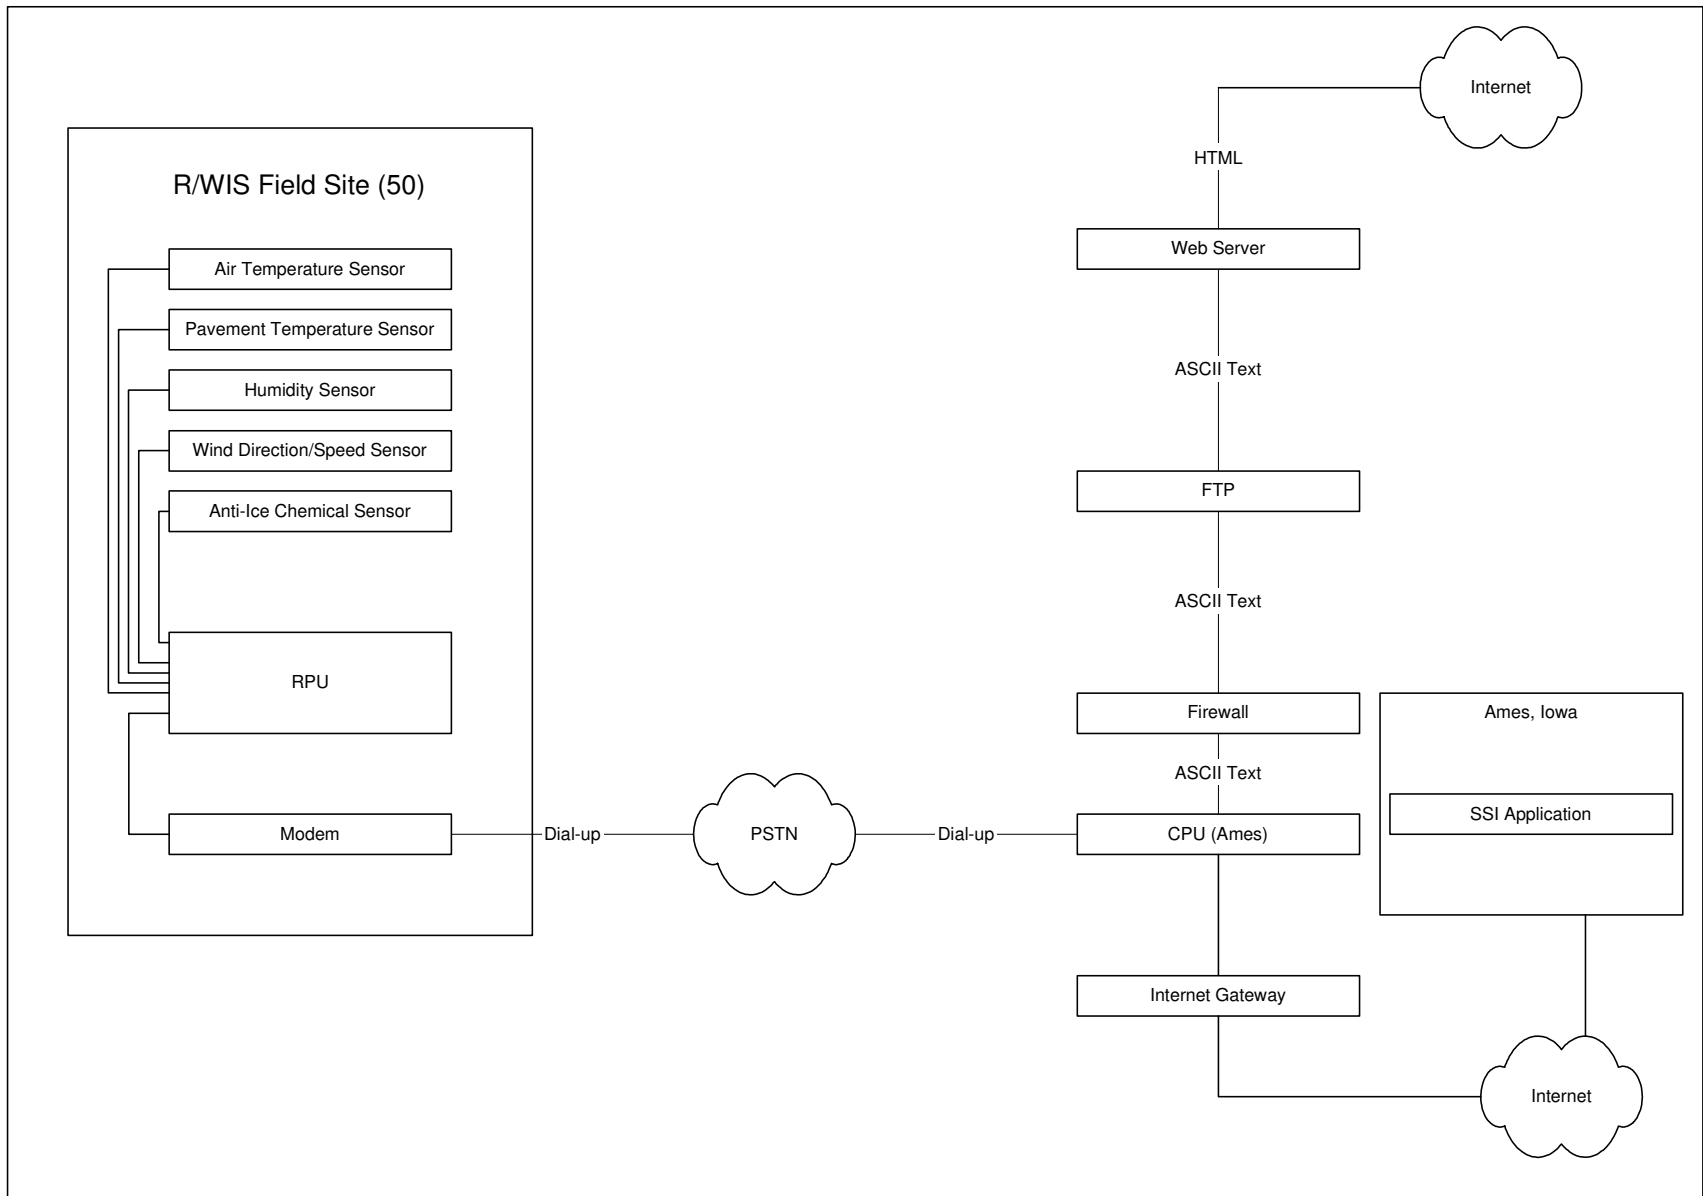 Internet
HTML
R/WIS Field Site (50)
Web Server
Air Temperature Sensor
Pavement Temperature Sensor
ASCII Text
Humidity Sensor
Wind Direction/Speed Sensor
FTP
Anti-Ice Chemical Sensor
ASCII Text
RPU
Firewall
Ames, Iowa
ASCII Text
SSI Application
Modem
Dial-up
PSTN
Dial-up
CPU (Ames)
Internet Gateway
Internet